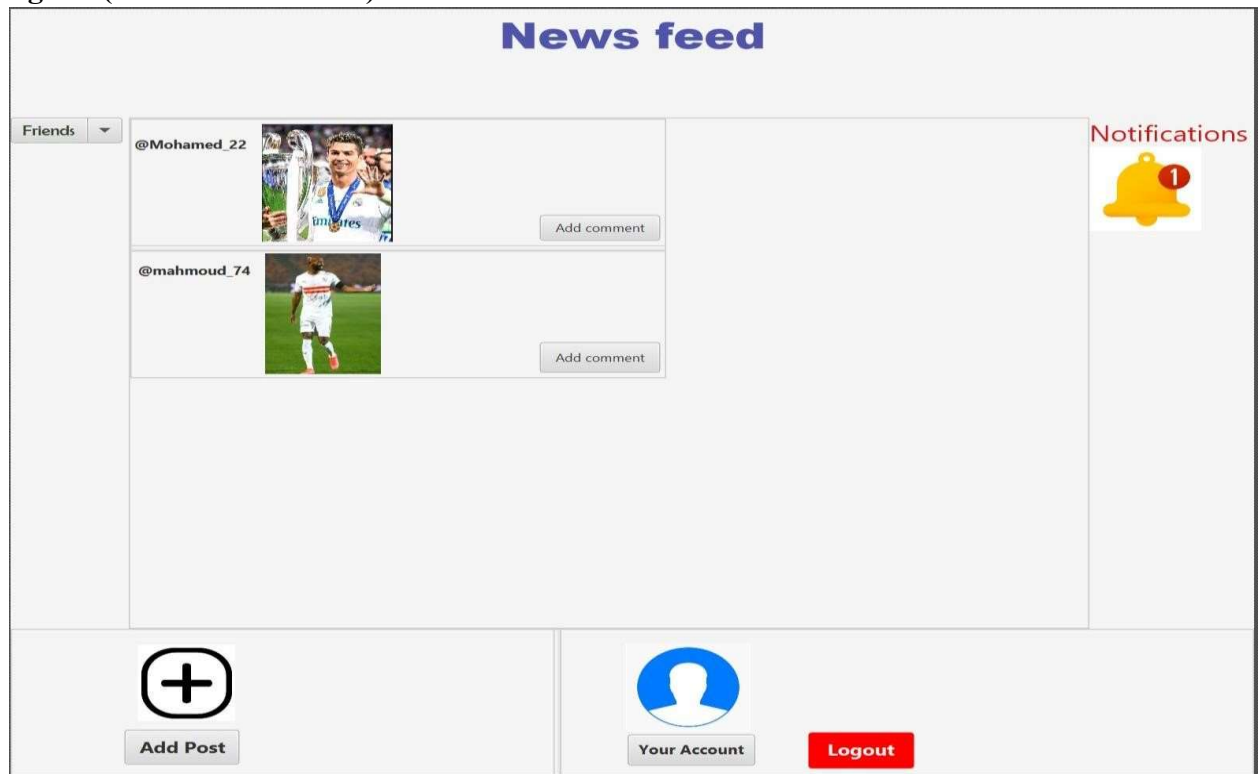 News feed
Friends
@Mohamed_22
Add comment
@mahmoud_74
Add comment
Notifications
1
Add Post
Your Account
Logout